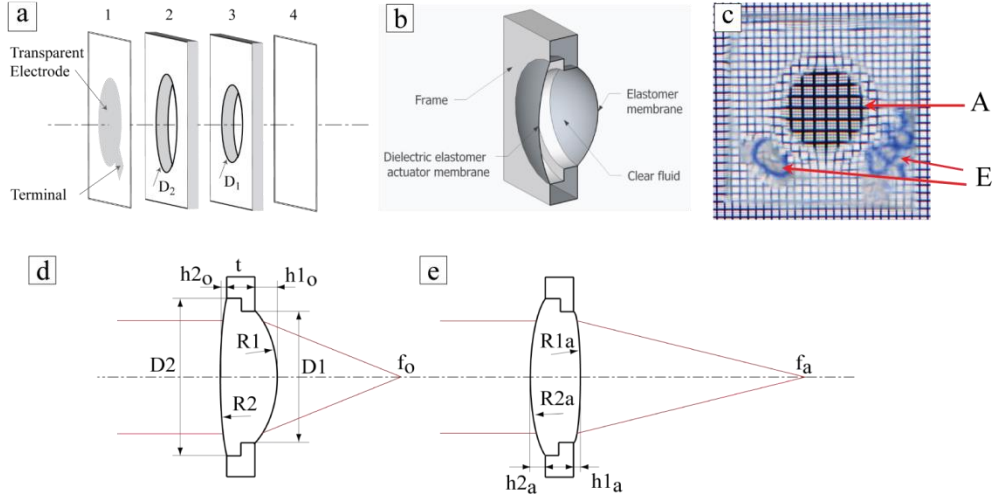 a
1
2
3
4
Transparent
Electrode
Terminal
D2
D1
b
Frame
Elastomer
membrane
Dielectric elastomer
actuator membrane
Clear fluid
c
A
E
d
h2o
t
h1o
D2
R1
R2
D1
fo
e
R1a
R2a
fa
h2a
h1a